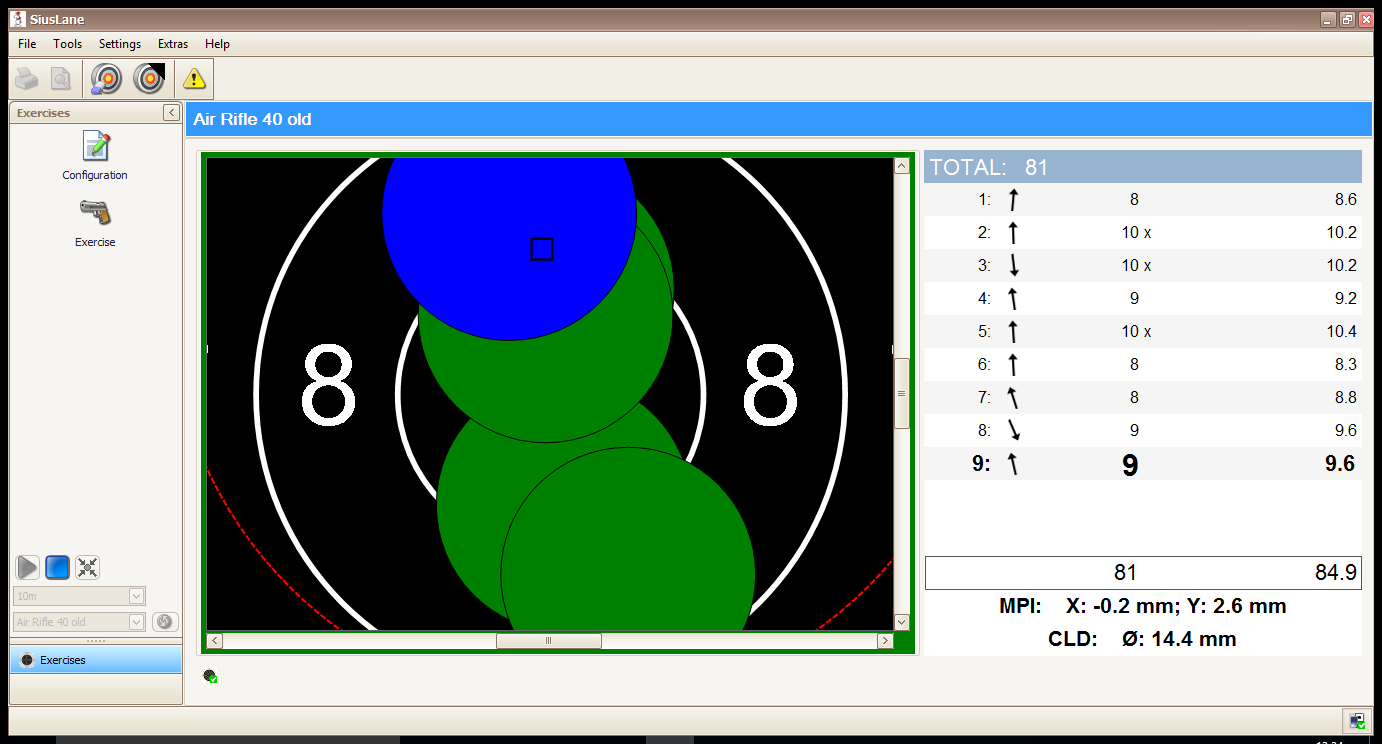 SiusLane
File Tools Settings Extras Help
Exercises
Configuration
Exercise
10m
Air Rifle 40 old
Exercises
Air Rifle 40 old
8 8
TOTAL: 81
1: 8 8.6
2: 10 x 10.2
3: 10 x 10.2
4: 9 9.2
5: 10 x 10.4
6: 8 8.3
7: 8 8.8
8: 9 9.6
9: 9 9.6
81 84.9
MPI: X: -0.2 mm; Y: 2.6 mm
CLD: Ø: 14.4 mm